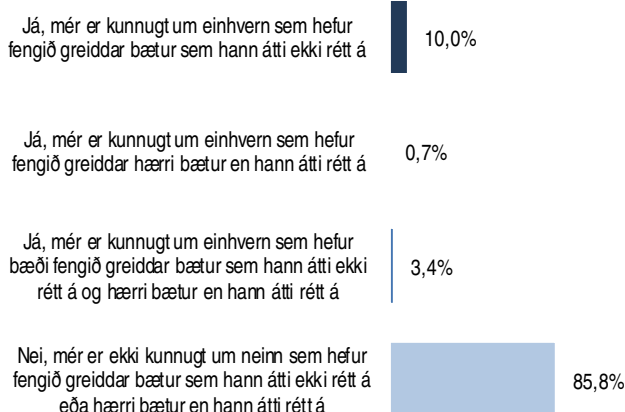 Já, mér er kunnugt um einhvern sem hefur
fengið greiddar bætur sem hann átti ekki rétt á
10,0%
Já, mér er kunnugt um einhvern sem hefur
fengið greiddar hærri bætur en hann átti rétt á
0,7%
Já, mér er kunnugt um einhvern sem hefur
bæði fengið greiddar bætur sem hann átti ekki
rétt á og hærri bætur en hann átti rétt á
3,4%
Nei, mér er ekki kunnugt um neinn sem hefur
fengið greiddar bætur sem hann átti ekki rétt á
eða hærri bætur en hann átti rétt á
85,8%